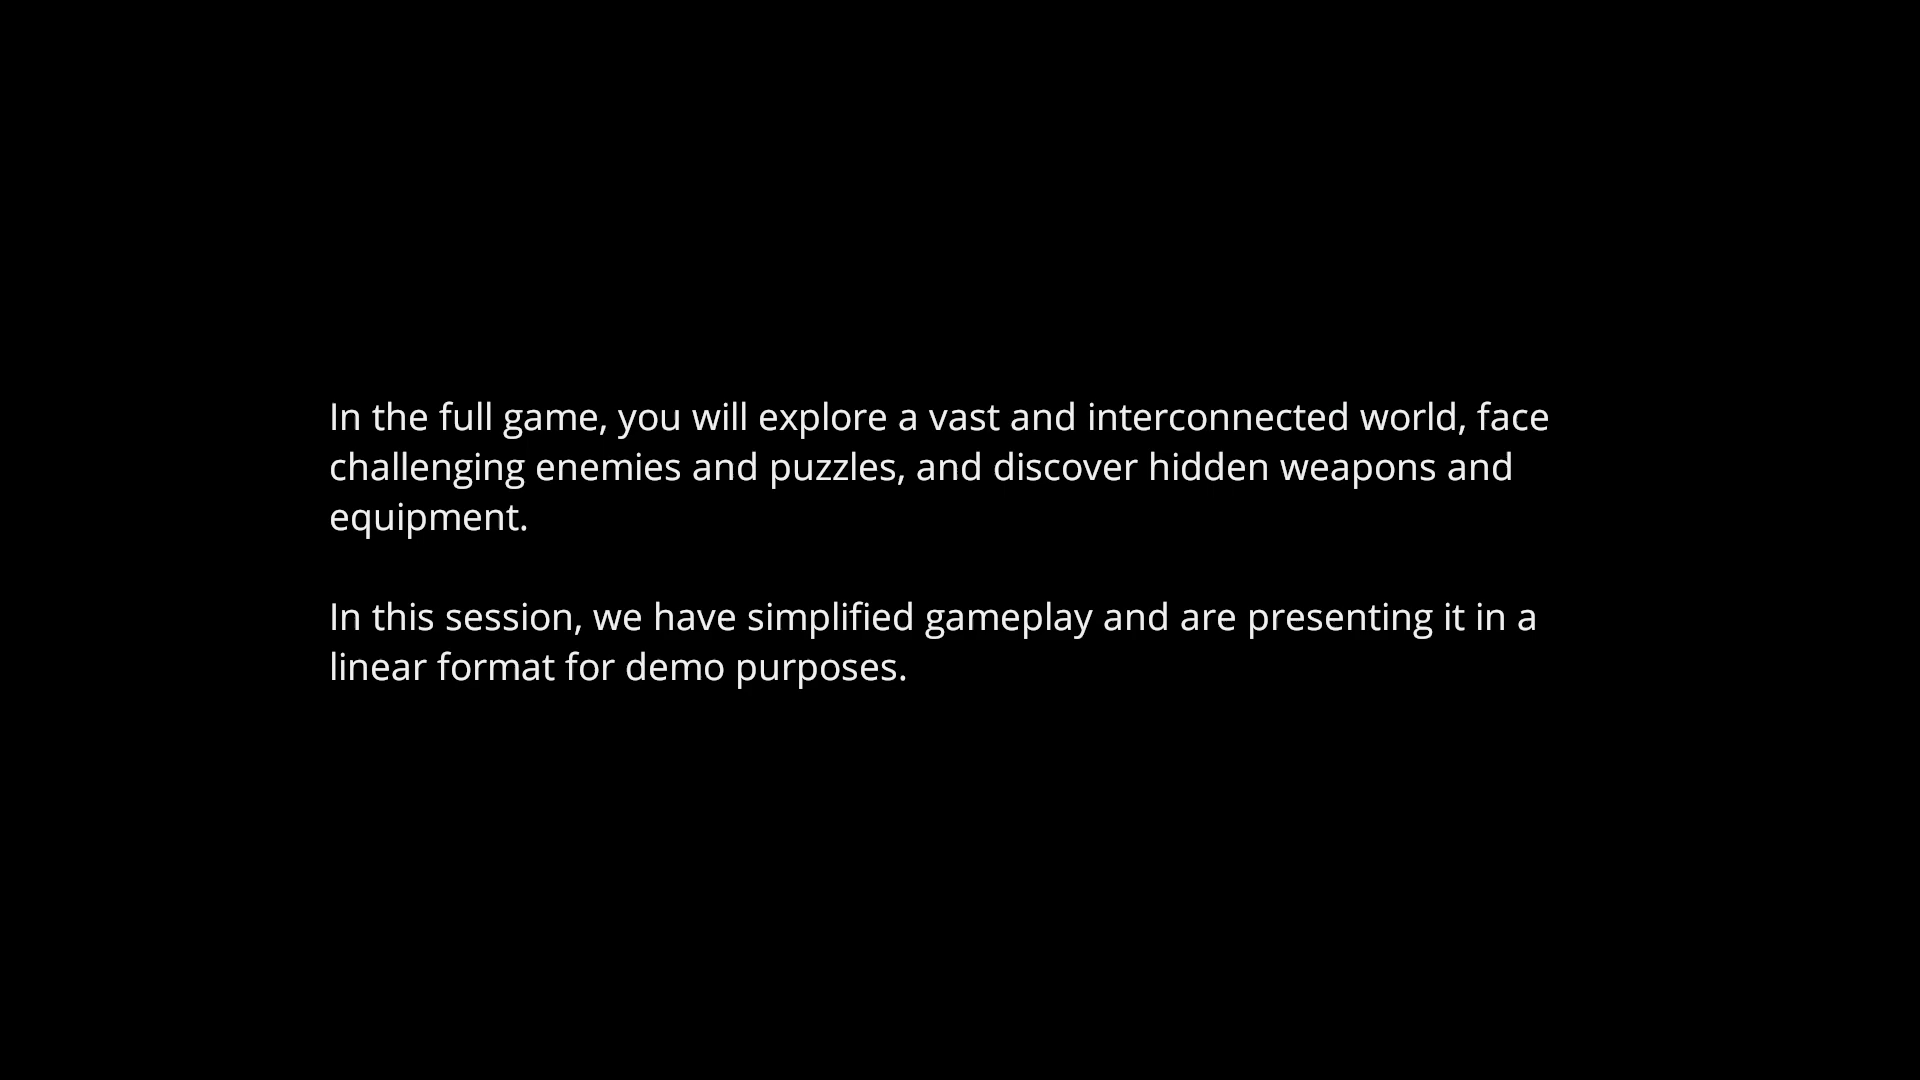 In the full game, you will explore a vast and interconnected world, face
challenging enemies and puzzles, and discover hidden weapons and
equipment.
In this session, we have simplified gameplay and are presenting it in a
linear format for demo purposes.